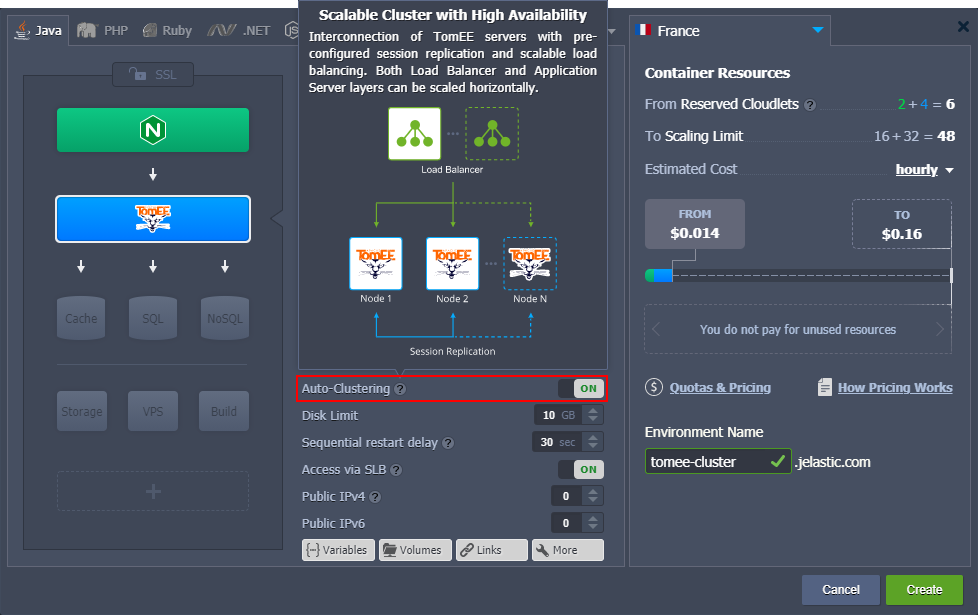 Java
PHP
Ruby
.NET
SSL
N
TomEE
Cache
SQL
NoSQL
Storage
VPS
Build
+
Scalable Cluster with High Availability
Interconnection of TomEE servers with pre-
configured session replication and scalable load
balancing. Both Load Balancer and Application
Server layers can be scaled horizontally.
Load Balancer
TomEE
TomEE
TomEE
Node 1
Node 2
Node N
Session Replication
Auto-Clustering ? ON
Disk Limit 10 GB
Sequential restart delay ? 30 sec
Access via SLB ? ON
Public IPv4 ? 0
Public IPv6 0
Variables
Volumes
Links
More
France
Container Resources
From Reserved Cloudlets ? 2 + 4 = 6
To Scaling Limit 16 + 32 = 48
Estimated Cost hourly
FROM
$0.014
TO
$0.16
You do not pay for unused resources
$ Quotas & Pricing
How Pricing Works
Environment Name
tomee-cluster .jelastic.com
Cancel
Create